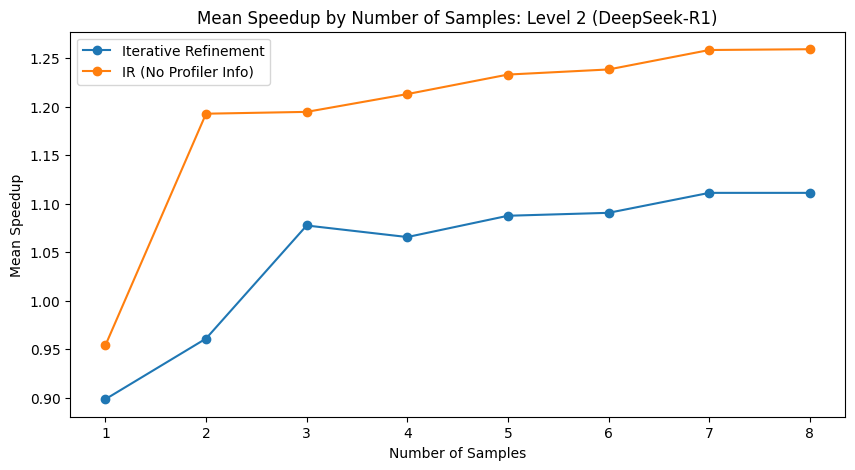 Mean Speedup by Number of Samples: Level 2 (DeepSeek-R1)
Iterative Refinement
IR (No Profiler Info)
Mean Speedup
1.25
1.20
1.15
1.10
1.05
1.00
0.95
0.90
1 2 3 4 5 6 7 8
Number of Samples